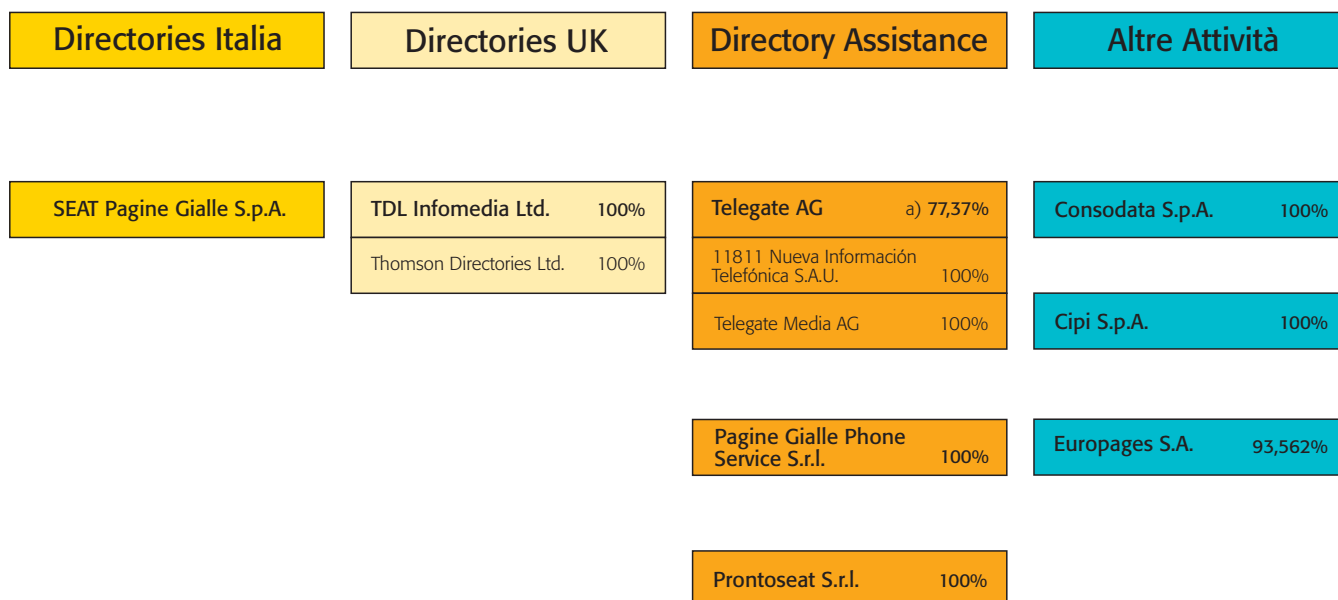 Directories Italia
Directories UK
Directory Assistance
Altre Attività
SEAT Pagine Gialle S.p.A.
TDL Infomedia Ltd. 100%
Thomson Directories Ltd. 100%
Telegate AG a) 77,37%
11811 Nueva Información
Telefónica S.A.U. 100%
Telegate Media AG 100%
Pagine Gialle Phone
Service S.r.l. 100%
Prontoseat S.r.l. 100%
Consodata S.p.A. 100%
Cipi S.p.A. 100%
Europages S.A. 93,562%